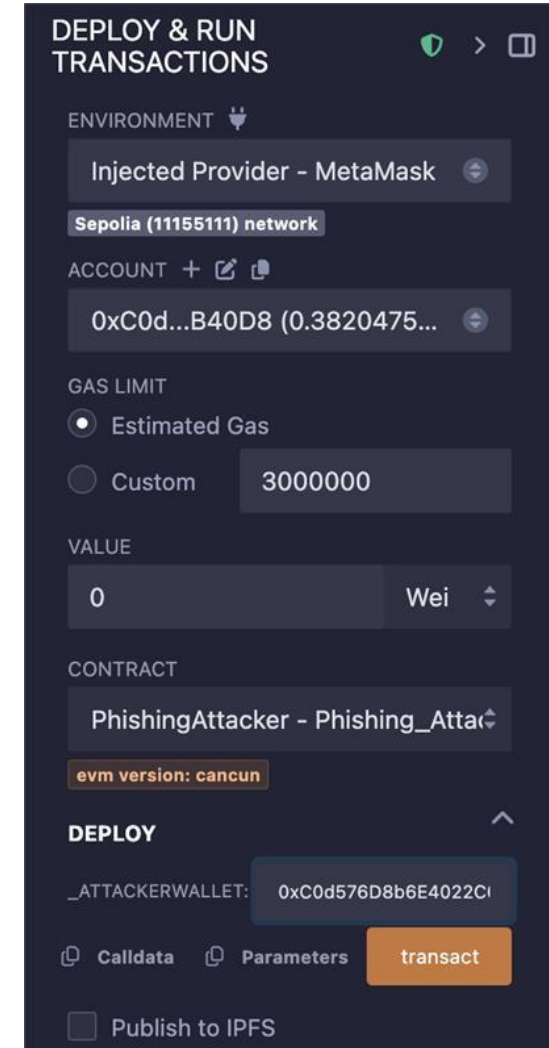 DEPLOY & RUN
TRANSACTIONS
ENVIRONMENT
Injected Provider - MetaMask
Sepolia (11155111) network
ACCOUNT
0xC0d...B40D8 (0.3820475...
GAS LIMIT
Estimated Gas
Custom 3000000
VALUE
0 Wei
CONTRACT
PhishingAttacker - Phishing_Attac
evm version: cancun
DEPLOY
_ATTACKERWALLET: 0xC0d576D8b6E4022C
Calldata Parameters transact
Publish to IPFS